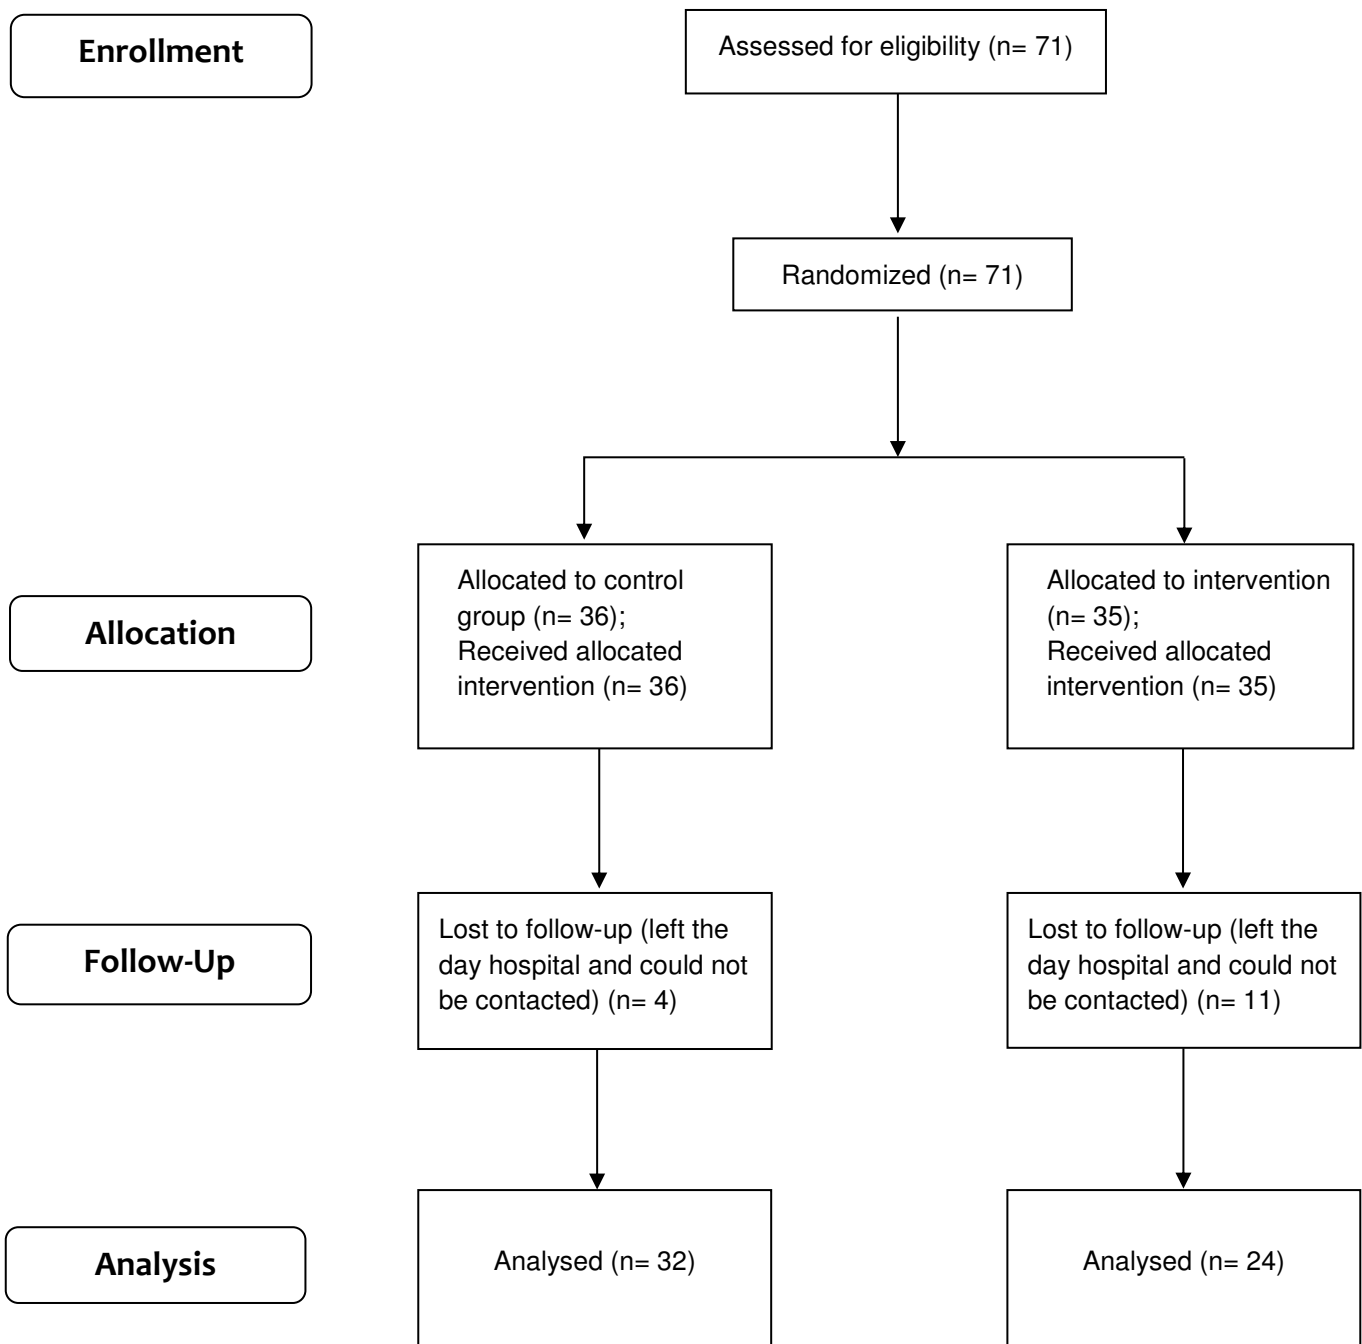 Enrollment
Assessed for eligibility (n= 71)
Randomized (n= 71)
Allocation
Allocated to control
group (n= 36);
Received allocated
intervention (n= 36)
Allocated to intervention
(n= 35);
Received allocated
intervention (n= 35)
Follow-Up
Lost to follow-up (left the
day hospital and could not
be contacted) (n= 4)
Lost to follow-up (left the
day hospital and could not
be contacted) (n= 11)
Analysis
Analysed (n= 32)
Analysed (n= 24)